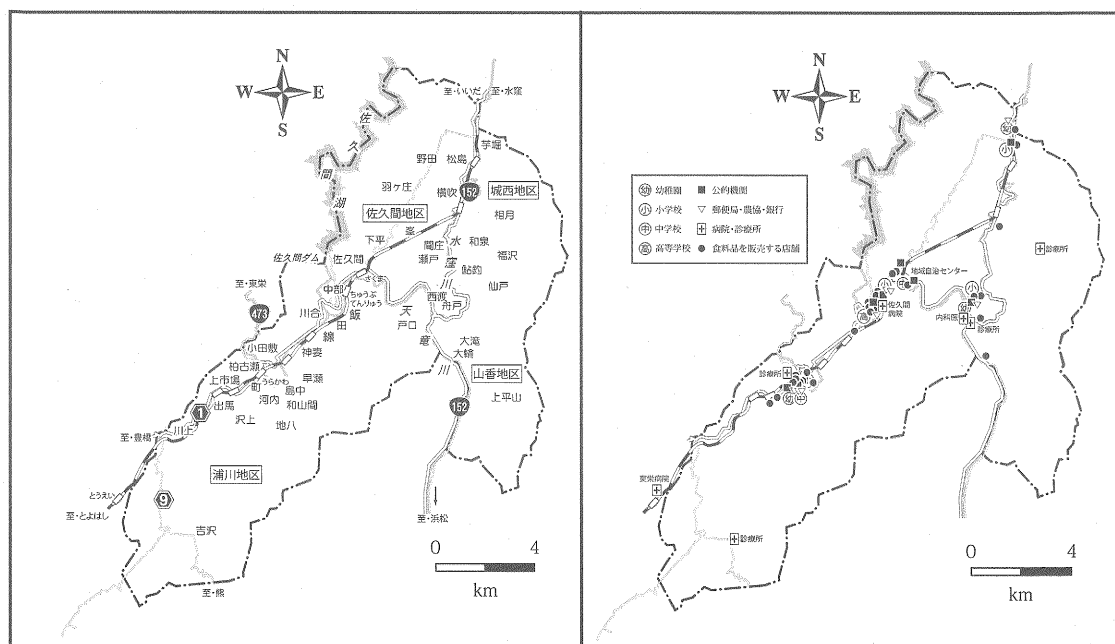 N
W E
S
至・いいだ
至・水窪
佐久間湖
芋堀
野田
松島
羽ヶ庄
横吹
152
城西地区
相月
佐久間地区
峯
下平
間庄
水窪川
和泉
瀬戸
福沢
佐久間ダム
佐久間
さくま
鮎釣
仙戸
至・東栄
中部
ちゅうぶ
てんりゅう
西渡
舟戸
473
川合
飯田線
天竜川
戸口
小田敷
神妻
大滝
大輪
柏古瀬
山香地区
上市場
町
うらかわ
早瀬
島中
河内
和山間
出馬
152
上平山
1
沢上
地八
至・豊橋
川上
浦川地区
とうえい
9
至・とよはし
吉沢
至・浜松
至・熊
0 4
km
N
W E
S
幼
小
幼 幼稚園
公的機関
小 小学校
郵便局・農協・銀行
中 中学校
病院・診療所
高 高等学校
食料品を販売する店舗
診療所
地域自治センター
小
中
佐久間
病院
高
小
幼
内科医
診療所
診療所
幼
中
東栄病院
診療所
0 4
km